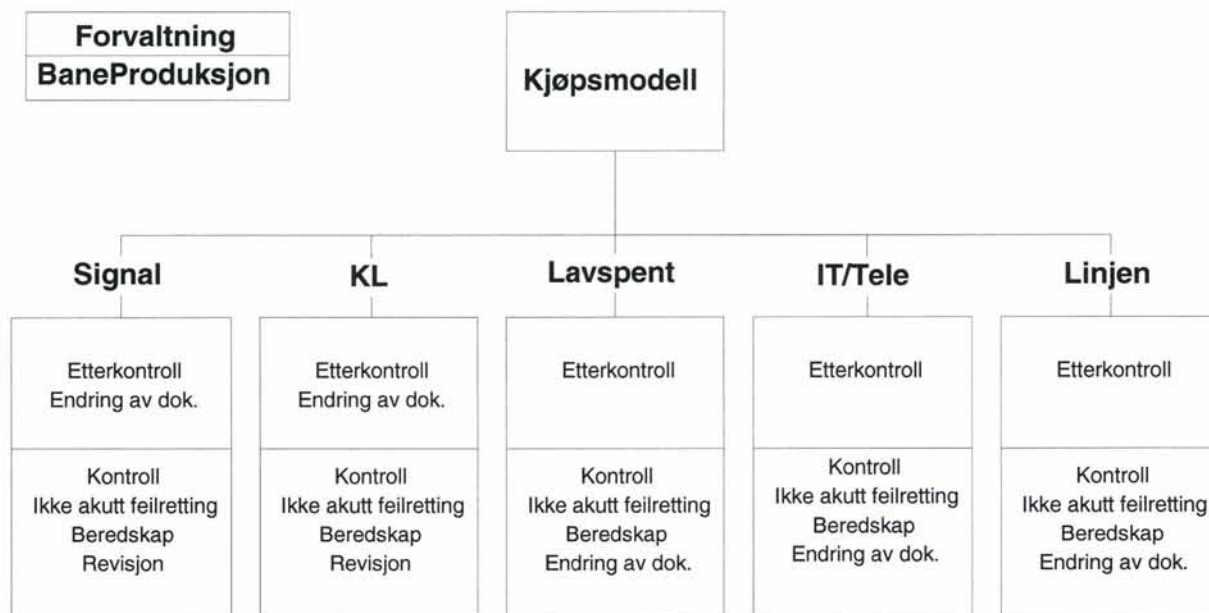 Forvaltning
BaneProduksjon
Kjøpsmodell
Signal
Etterkontroll
Endring av dok.
Kontroll
Ikke akutt feilretting
Beredskap
Revisjon
KL
Etterkontroll
Endring av dok.
Kontroll
Ikke akutt feilretting
Beredskap
Revisjon
Lavspent
Etterkontroll
Kontroll
Ikke akutt feilretting
Beredskap
Endring av dok.
IT/Tele
Etterkontroll
Kontroll
Ikke akutt feilretting
Beredskap
Endring av dok.
Linjen
Etterkontroll
Kontroll
Ikke akutt feilretting
Beredskap
Endring av dok.